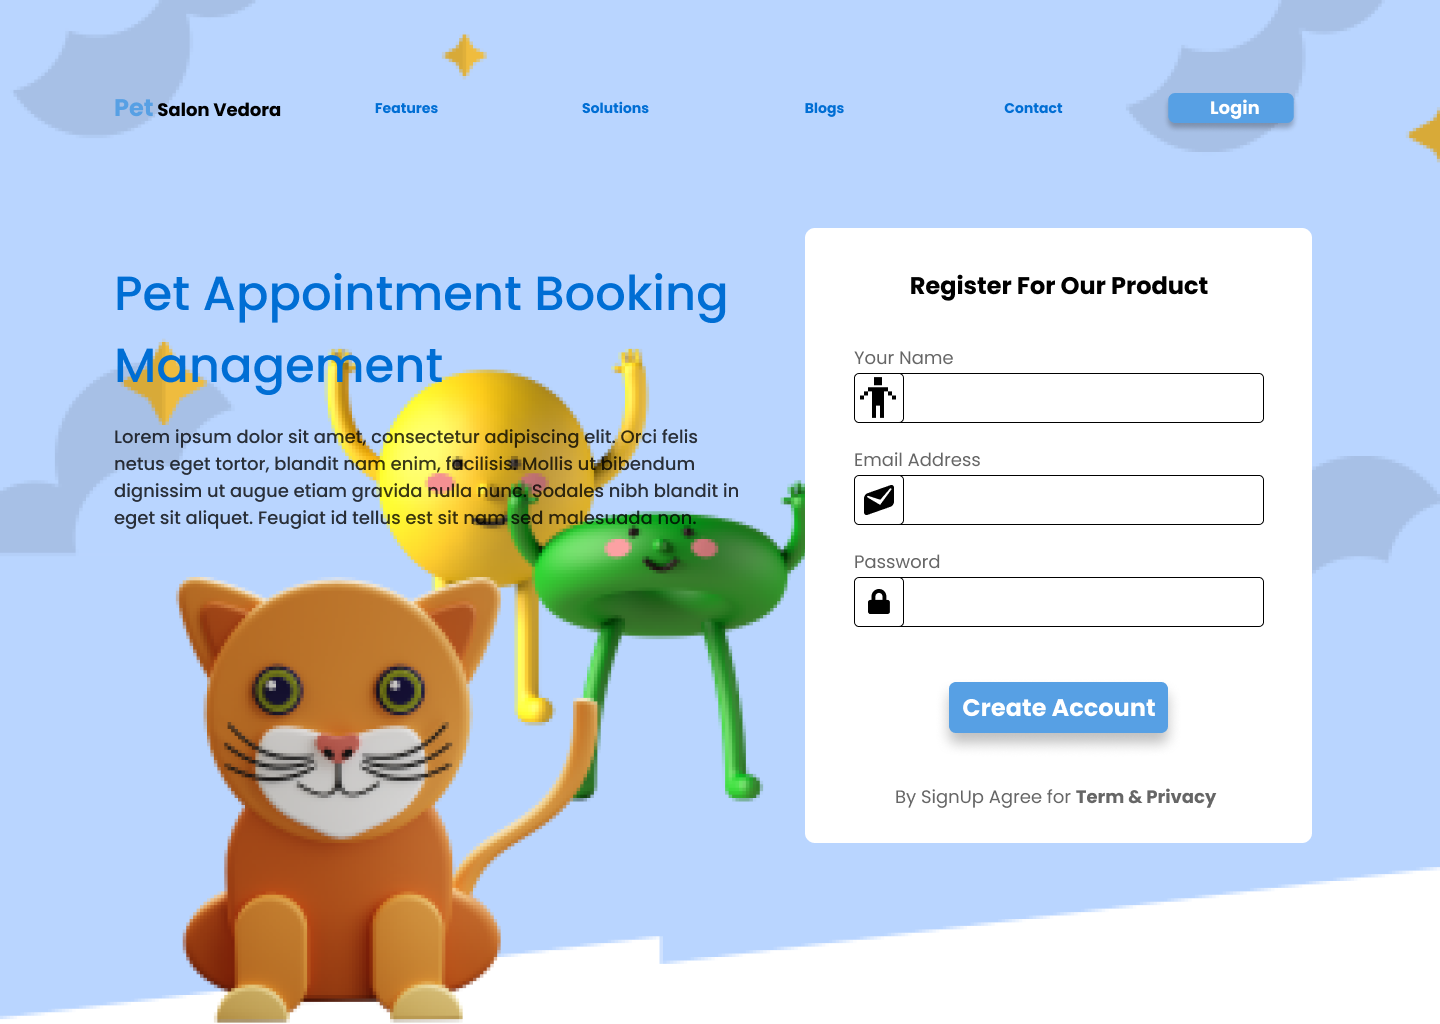 Pet Salon Vedora
Features
Solutions
Blogs
Contact
Login
Pet Appointment Booking
Management
Lorem ipsum dolor sit amet, consectetur adipiscing elit. Orci felis
netus eget tortor, blandit nam enim, facilisis. Mollis ut bibendum
dignissim ut augue etiam gravida nulla nunc. Sodales nibh blandit in
eget sit aliquet. Feugiat id tellus est sit nam sed malesuada non.
Register For Our Product
Your Name
Email Address
Password
Create Account
By SignUp Agree for Term & Privacy